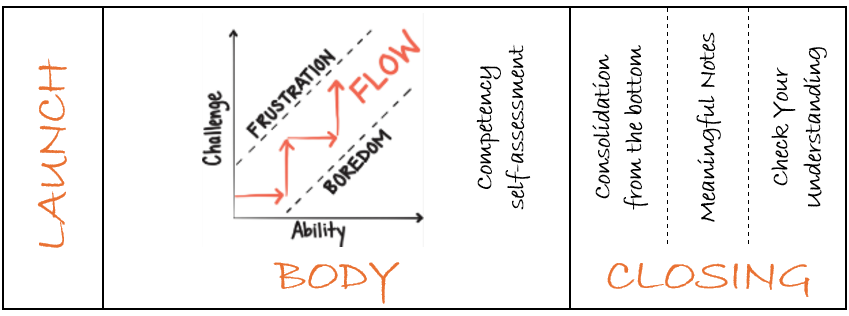 LAUNCH
Challenge
FRUSTRATION
FLOW
BOREDOM
Ability
BODY
Competency
self-assessment
Consolidation
from the bottom
Meaningful Notes
Check Your
Understanding
CLOSING